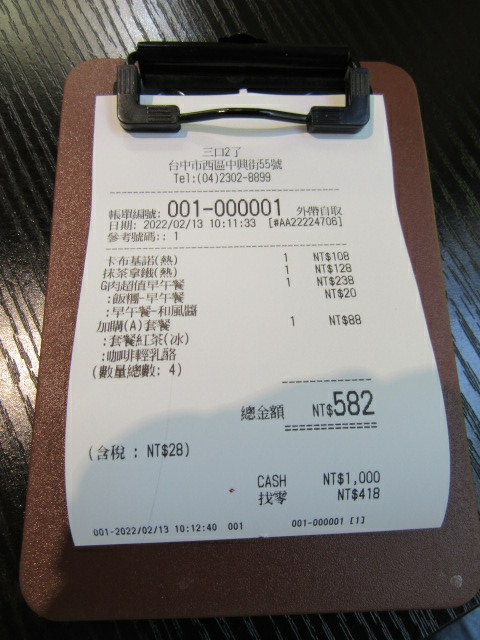 三口2了
台中市西區中興街55號
Tel:(04)2302-8899
帳單編號: 001-000001 外帶自取
日期: 2022/02/13 10:11:33 [#AA22224706]
參考號碼:: 1
卡布基諾(熱) 1 NT$108
抹茶拿鐵(熱) 1 NT$128
G肉超值早午餐 1 NT$238
:飯糰-早午餐 NT$20
:早午餐-和風醬
加購(A)套餐 1 NT$88
:套餐紅茶(冰)
:咖啡輕乳酪
(數量總數: 4)
總金額 NT$582
(含稅 : NT$28)
CASH NT$1,000
找零 NT$418
001-2022/02/13 10:12:40 001 001-000001 [1]